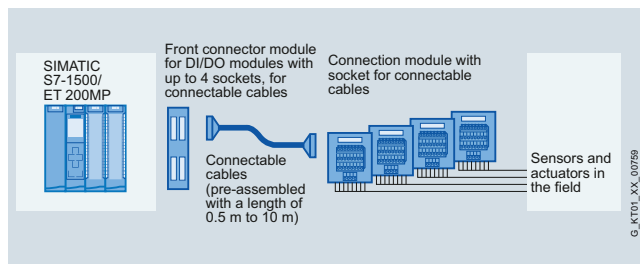 SIMATIC
S7-1500/
ET 200MP
Front connector module
for DI/DO modules with
up to 4 sockets, for
connectable cables
Connectable
cables
(pre-assembled
with a length of
0.5 m to 10 m)
Connection module with
socket for connectable
cables
Sensors and
actuators in
the field
G_KT01_XX_00759